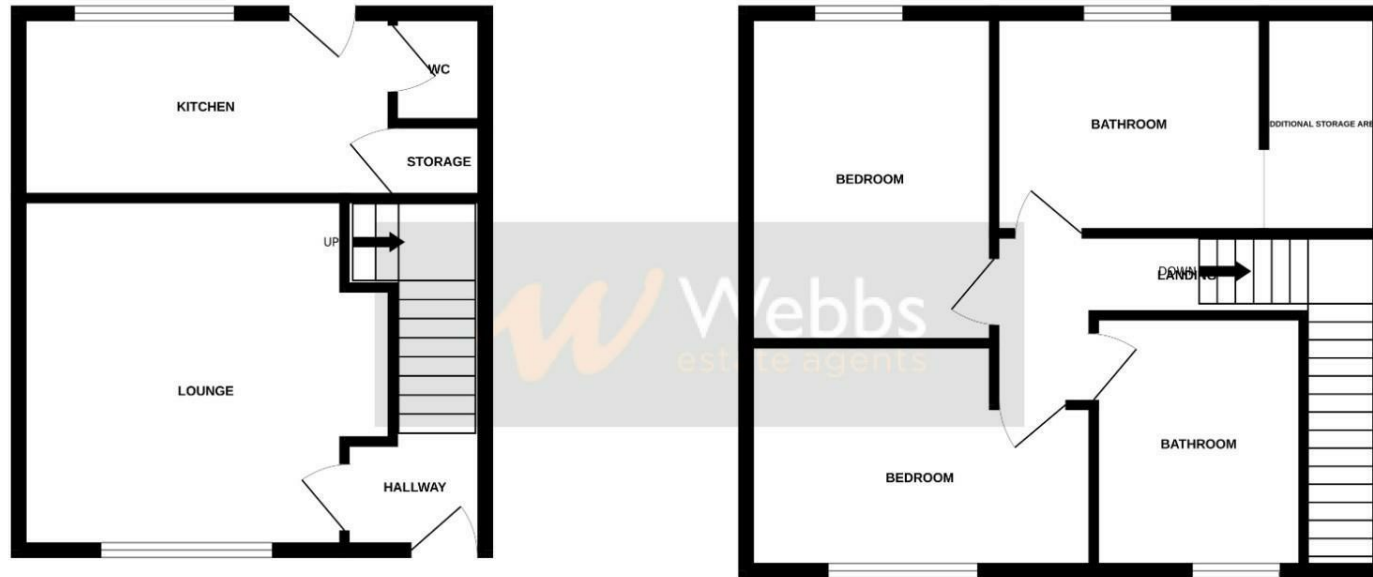 KITCHEN
WC
STORAGE
UP
LOUNGE
HALLWAY
Webbs
estate agents
BEDROOM
BATHROOM
DDITIONAL STORAGE ARE
DOWN
LANDING
BEDROOM
BATHROOM